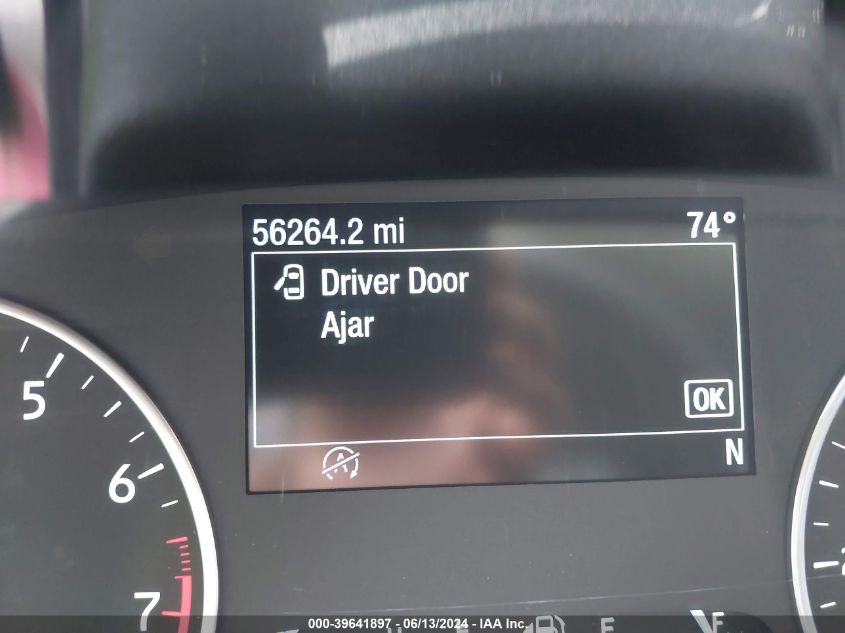 56264.2 mi 74°
Driver Door
Ajar
OK
N
5
6
7
F
000-39641897 - 06/13/2024 - IAA Inc.